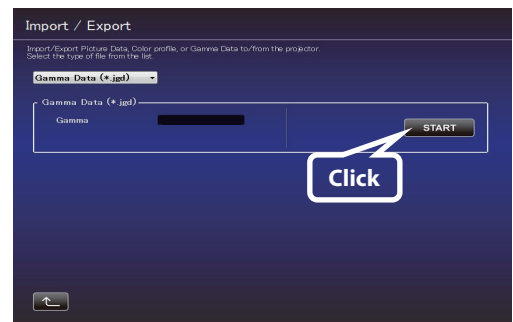 Import / Export
Import/Export Picture Data, Color profile, or Gamma Data to/from the projector.
Select the type of file from the list.
Gamma Data (*.jgd)
Gamma Data (*.jgd)
Gamma
START
Click